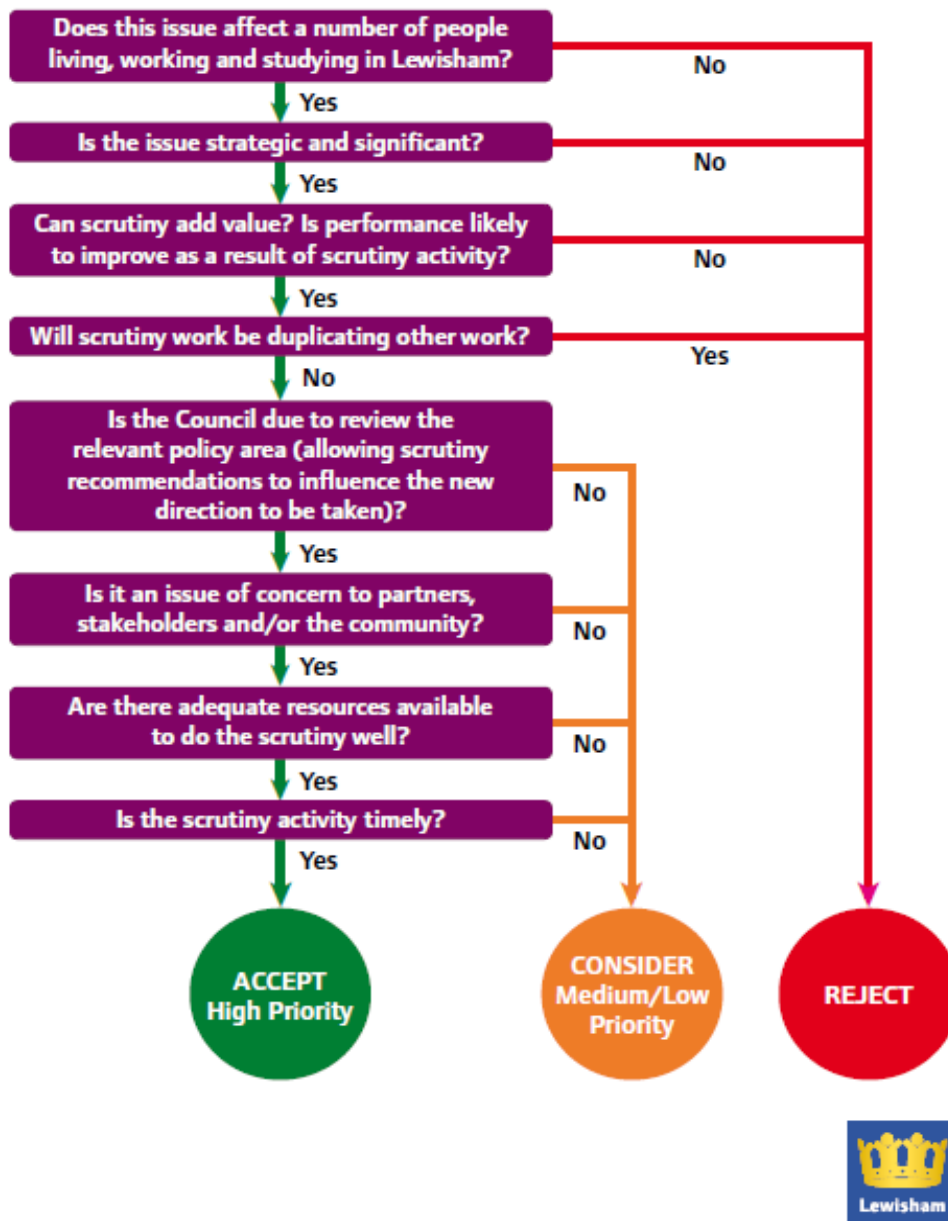 Does this issue affect a number of people
living, working and studying in Lewisham?
No
Yes
Is the issue strategic and significant?
No
Yes
Can scrutiny add value? Is performance likely
to improve as a result of scrutiny activity?
No
Yes
Will scrutiny work be duplicating other work?
Yes
No
Is the Council due to review the
relevant policy area (allowing scrutiny
recommendations to influence the new
direction to be taken)?
No
Yes
Is it an issue of concern to partners,
stakeholders and/or the community?
No
Yes
Are there adequate resources available
to do the scrutiny well?
No
Yes
Is the scrutiny activity timely?
No
Yes
ACCEPT
High Priority
CONSIDER
Medium/Low
Priority
REJECT
Lewisham